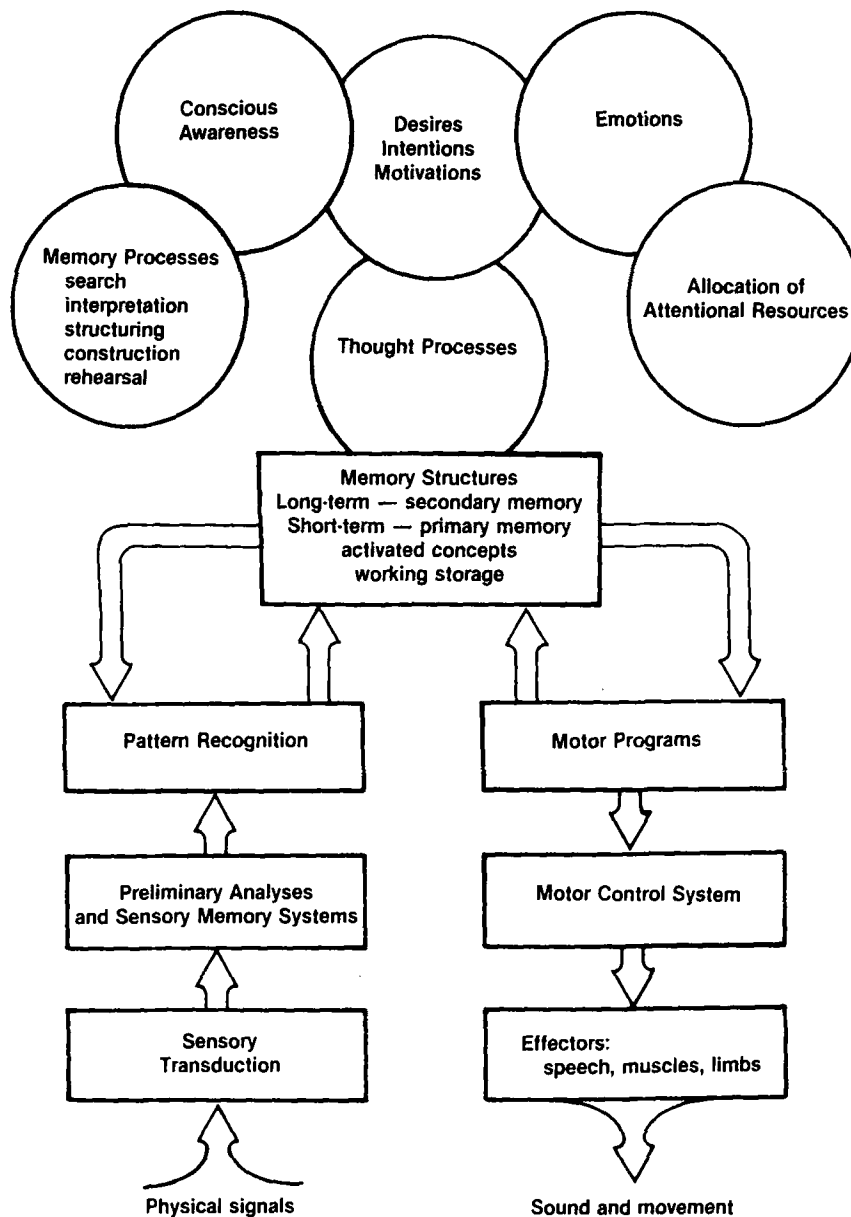 Conscious
Awareness
Desires
Intentions
Motivations
Emotions
Memory Processes
search
interpretation
structuring
construction
rehearsal
Thought Processes
Allocation of
Attentional Resources
Memory Structures
Long-term — secondary memory
Short-term — primary memory
activated concepts
working storage
Pattern Recognition
Motor Programs
Preliminary Analyses
and Sensory Memory Systems
Motor Control System
Sensory
Transduction
Effectors:
speech, muscles, limbs
Physical signals
Sound and movement